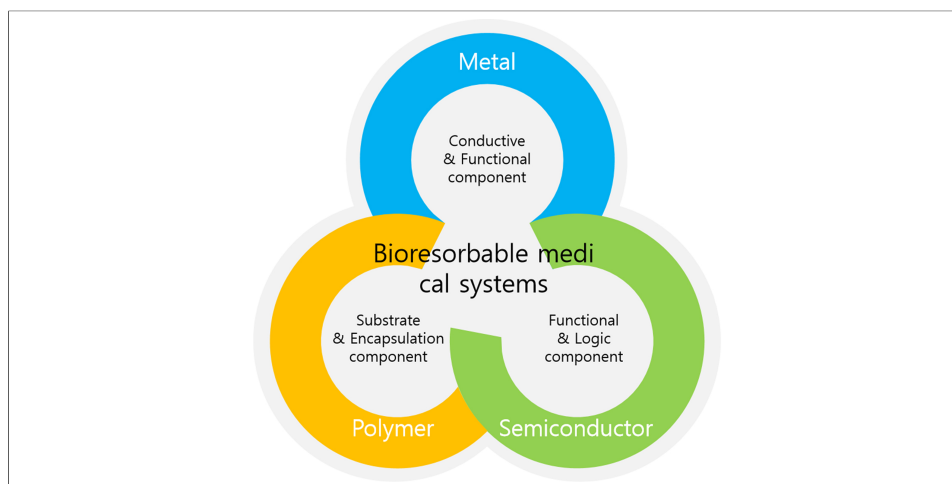 Metal
Conductive
& Functional
component
Bioresorbable medi
cal systems
Substrate
& Encapsulation
component
Functional
& Logic
component
Polymer
Semiconductor